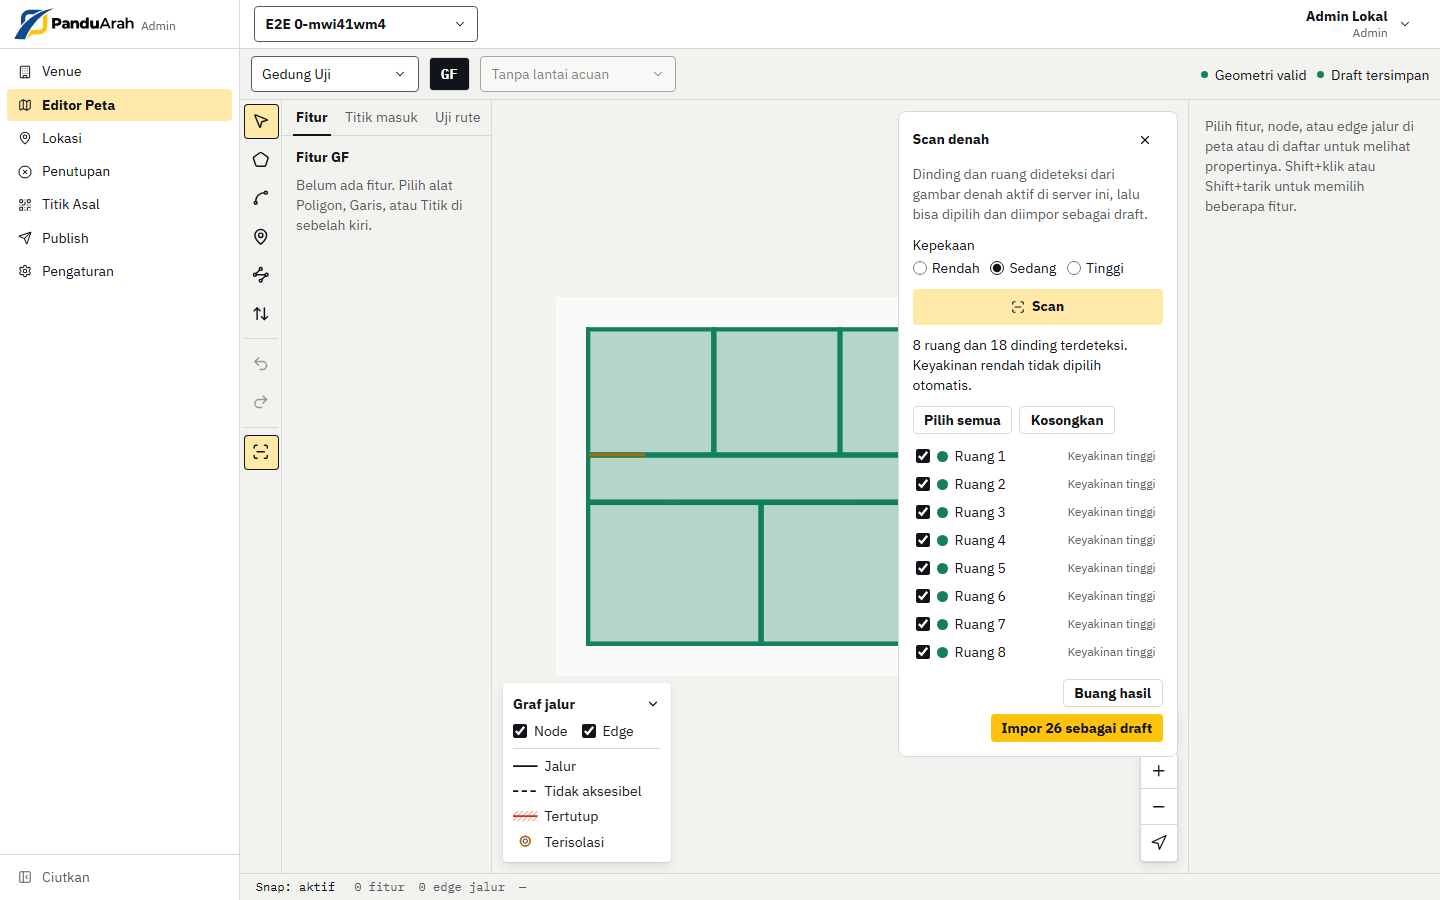 PanduArah Admin
E2E 0-mwi41wm4
Admin Lokal
Admin
Venue
Editor Peta
Lokasi
Penutupan
Titik Asal
Publish
Pengaturan
Ciutkan
Gedung Uji
GF
Tanpa lantai acuan
Geometri valid
Draft tersimpan
Fitur
Titik masuk
Uji rute
Fitur GF
Belum ada fitur. Pilih alat
Poligon, Garis, atau Titik di
sebelah kiri.
Graf jalur
Node
Edge
Jalur
Tidak aksesibel
Tertutup
Terisolasi
Scan denah
Dinding dan ruang dideteksi dari
gambar denah aktif di server ini, lalu
bisa dipilih dan diimpor sebagai draft.
Kepekaan
Rendah
Sedang
Tinggi
Scan
8 ruang dan 18 dinding terdeteksi.
Keyakinan rendah tidak dipilih
otomatis.
Pilih semua
Kosongkan
Ruang 1 Keyakinan tinggi
Ruang 2 Keyakinan tinggi
Ruang 3 Keyakinan tinggi
Ruang 4 Keyakinan tinggi
Ruang 5 Keyakinan tinggi
Ruang 6 Keyakinan tinggi
Ruang 7 Keyakinan tinggi
Ruang 8 Keyakinan tinggi
Buang hasil
Impor 26 sebagai draft
Pilih fitur, node, atau edge jalur di
peta atau di daftar untuk melihat
propertinya. Shift+klik atau
Shift+tarik untuk memilih
beberapa fitur.
Snap: aktif 0 fitur 0 edge jalur —